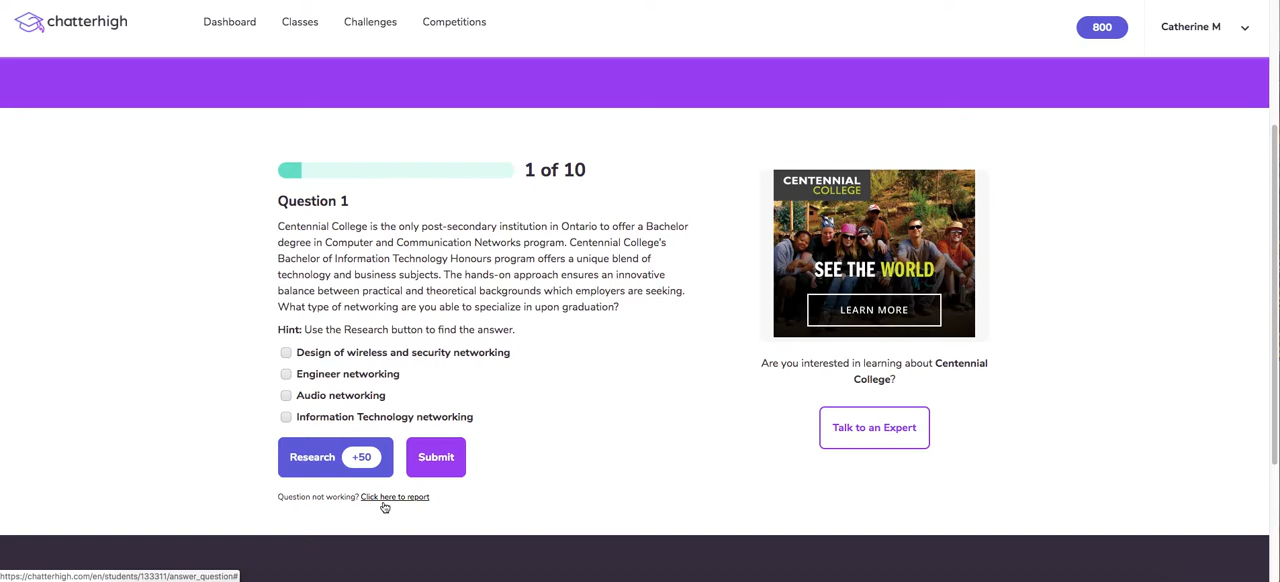 chatterhigh
Dashboard
Classes
Challenges
Competitions
800
Catherine M
1 of 10
Question 1
Centennial College is the only post-secondary institution in Ontario to offer a Bachelor
degree in Computer and Communication Networks program. Centennial College's
Bachelor of Information Technology Honours program offers a unique blend of
technology and business subjects. The hands-on approach ensures an innovative
balance between practical and theoretical backgrounds which employers are seeking.
What type of networking are you able to specialize in upon graduation?
Hint: Use the Research button to find the answer.
Design of wireless and security networking
Engineer networking
Audio networking
Information Technology networking
Research +50
Submit
Question not working? Click here to report
CENTENNIAL
COLLEGE
SEE THE WORLD
LEARN MORE
Are you interested in learning about Centennial
College?
Talk to an Expert
https://chatterhigh.com/en/students/133311/answer_question#